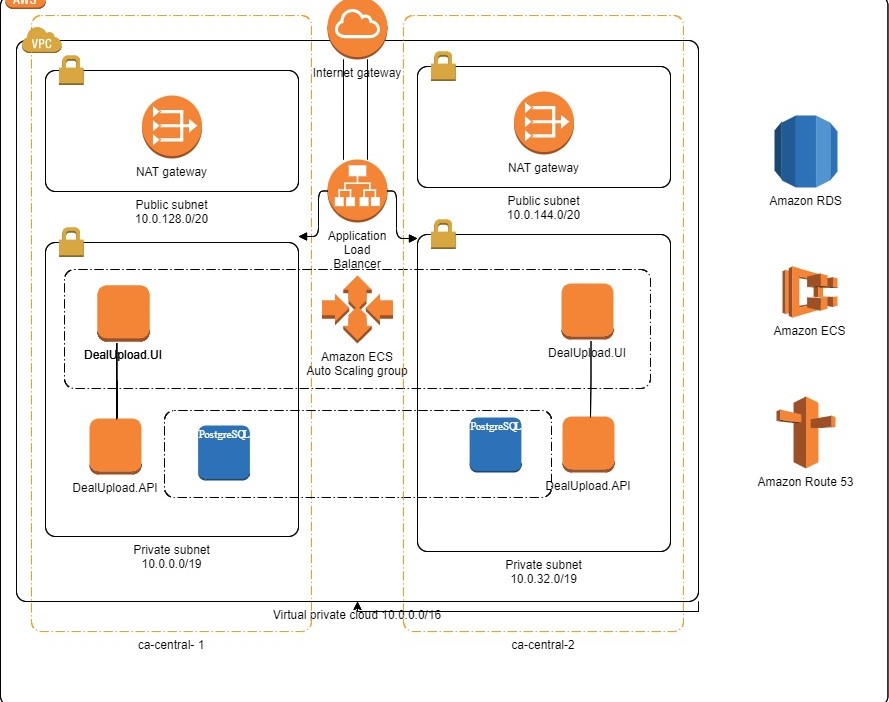 AWS
VPC
Internet gateway
NAT gateway
NAT gateway
Public subnet
10.0.128.0/20
Public subnet
10.0.144.0/20
Application
Load
Balancer
Amazon RDS
DealUpload.UI
Amazon ECS
Auto Scaling group
DealUpload.UI
Amazon ECS
PostgreSQL
PostgreSQL
DealUpload.API
DealUpload.API
Amazon Route 53
Private subnet
10.0.0.0/19
Private subnet
10.0.32.0/19
Virtual private cloud 10.0.0.0/16
ca-central- 1
ca-central-2